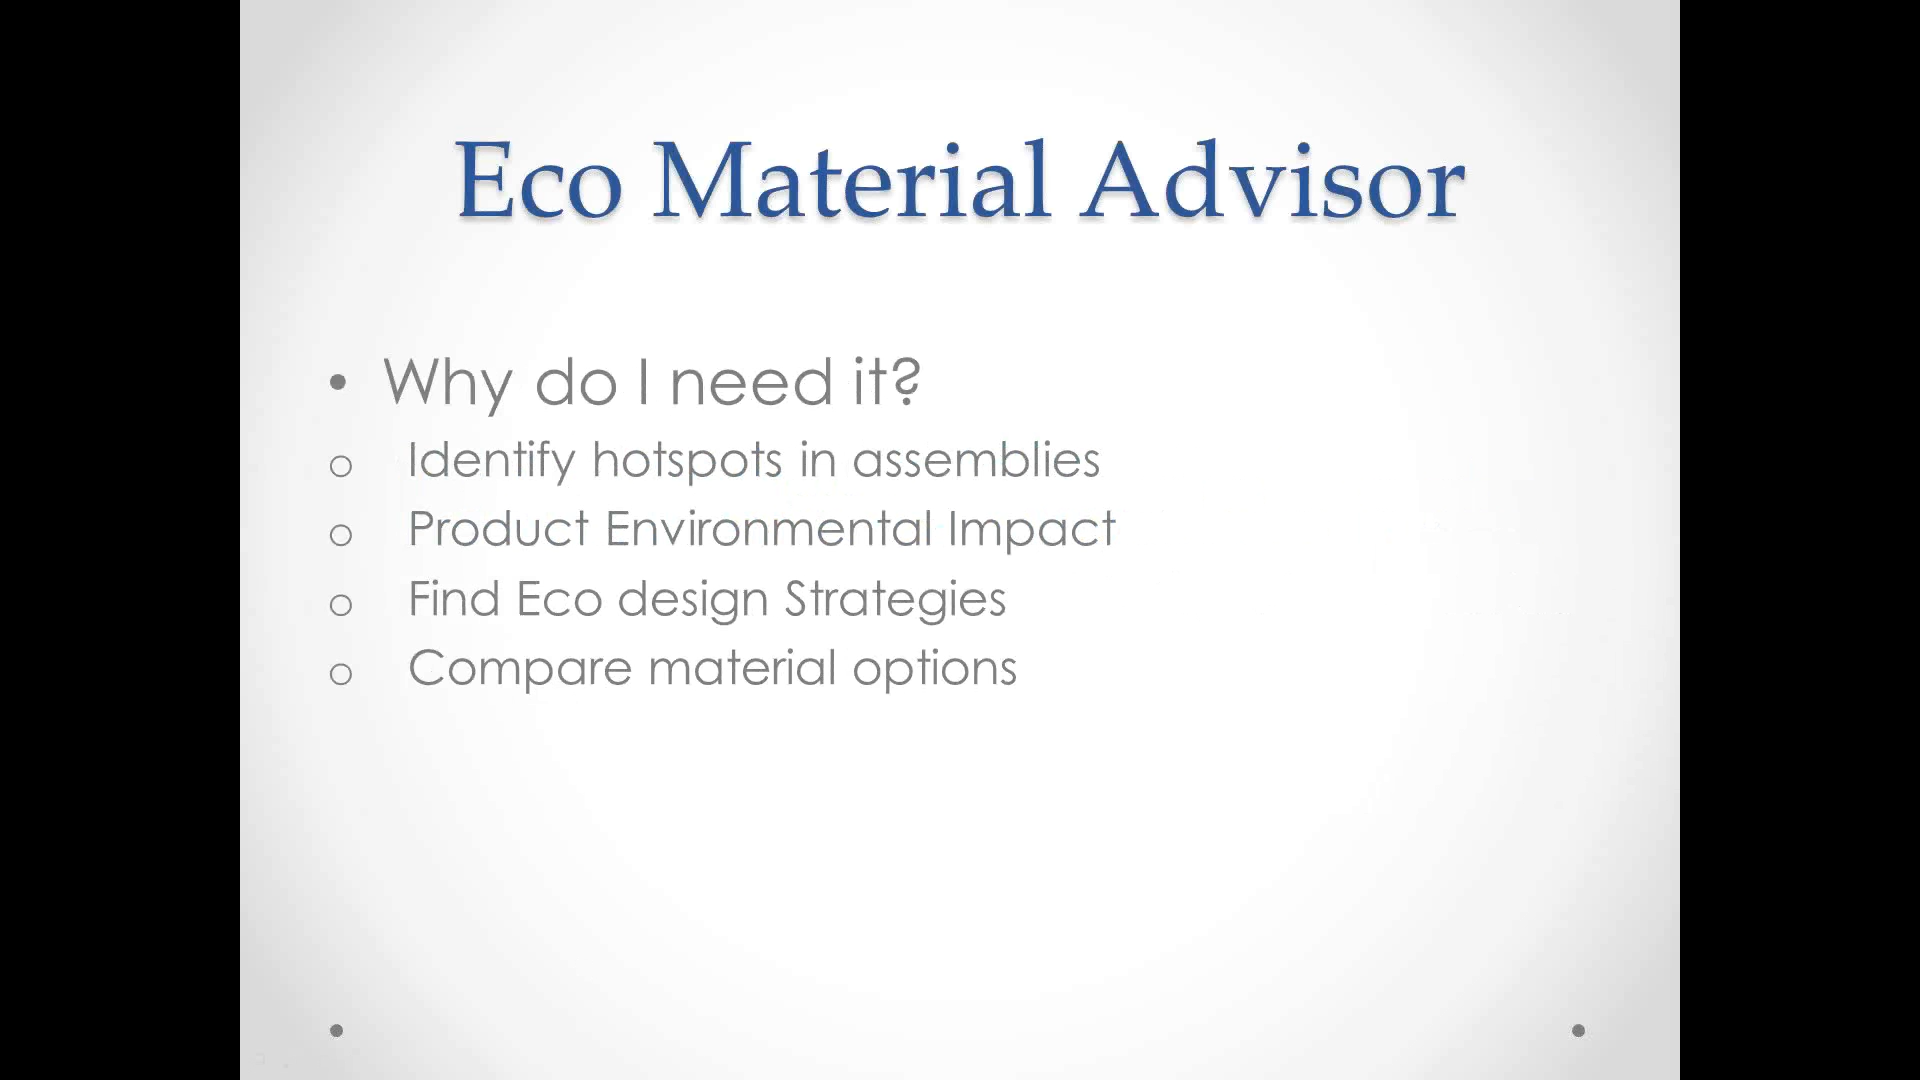 Eco Material Advisor
• Why do I need it?
o Identify hotspots in assemblies
o Product Environmental Impact
o Find Eco design Strategies
o Compare material options